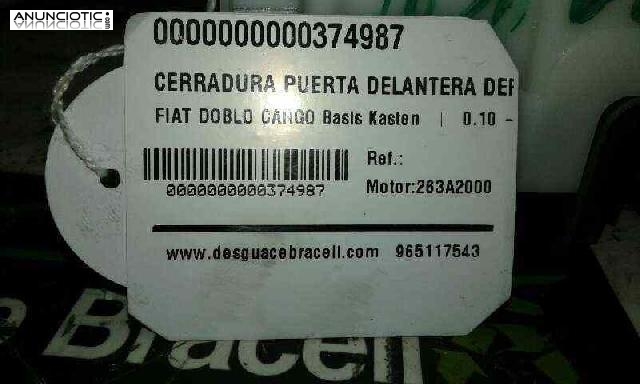 ANUNCIOTIC.es
0000000000374987
CERRADURA PUERTA DELANTERA DER
FIAT DOBLO CARGO Basis Kasten | 0.10 -
Ref.:
0000000000374987
Motor:263A2000
www.desguacebracell.com 965117543
Bracell